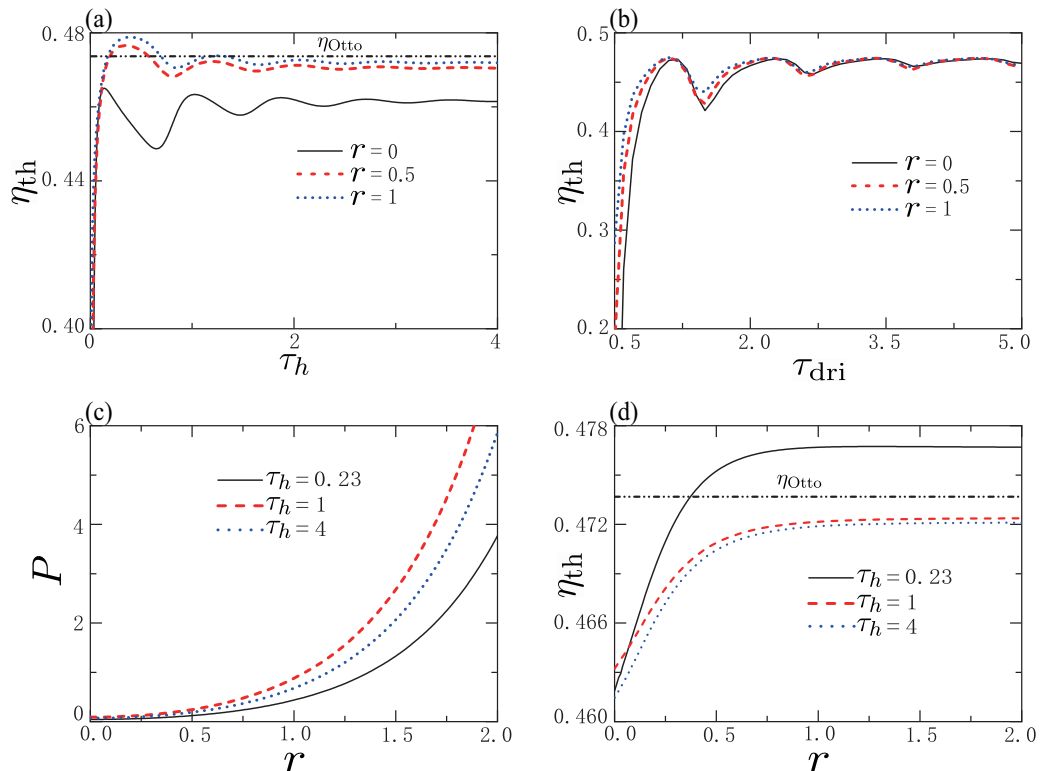 (a)
0.48
0.44
0.40
η_th
η_Otto
r = 0
r = 0.5
r = 1
0 2 4
τ_h
(b)
0.5
0.4
0.3
0.2
η_th
r = 0
r = 0.5
r = 1
0.5 2.0 3.5 5.0
τ_dri
(c)
6
4
2
0
P
τ_h = 0.23
τ_h = 1
τ_h = 4
0.0 0.5 1.0 1.5 2.0
r
(d)
0.478
0.472
0.466
0.460
η_th
η_Otto
τ_h = 0.23
τ_h = 1
τ_h = 4
0.0 0.5 1.0 1.5 2.0
r